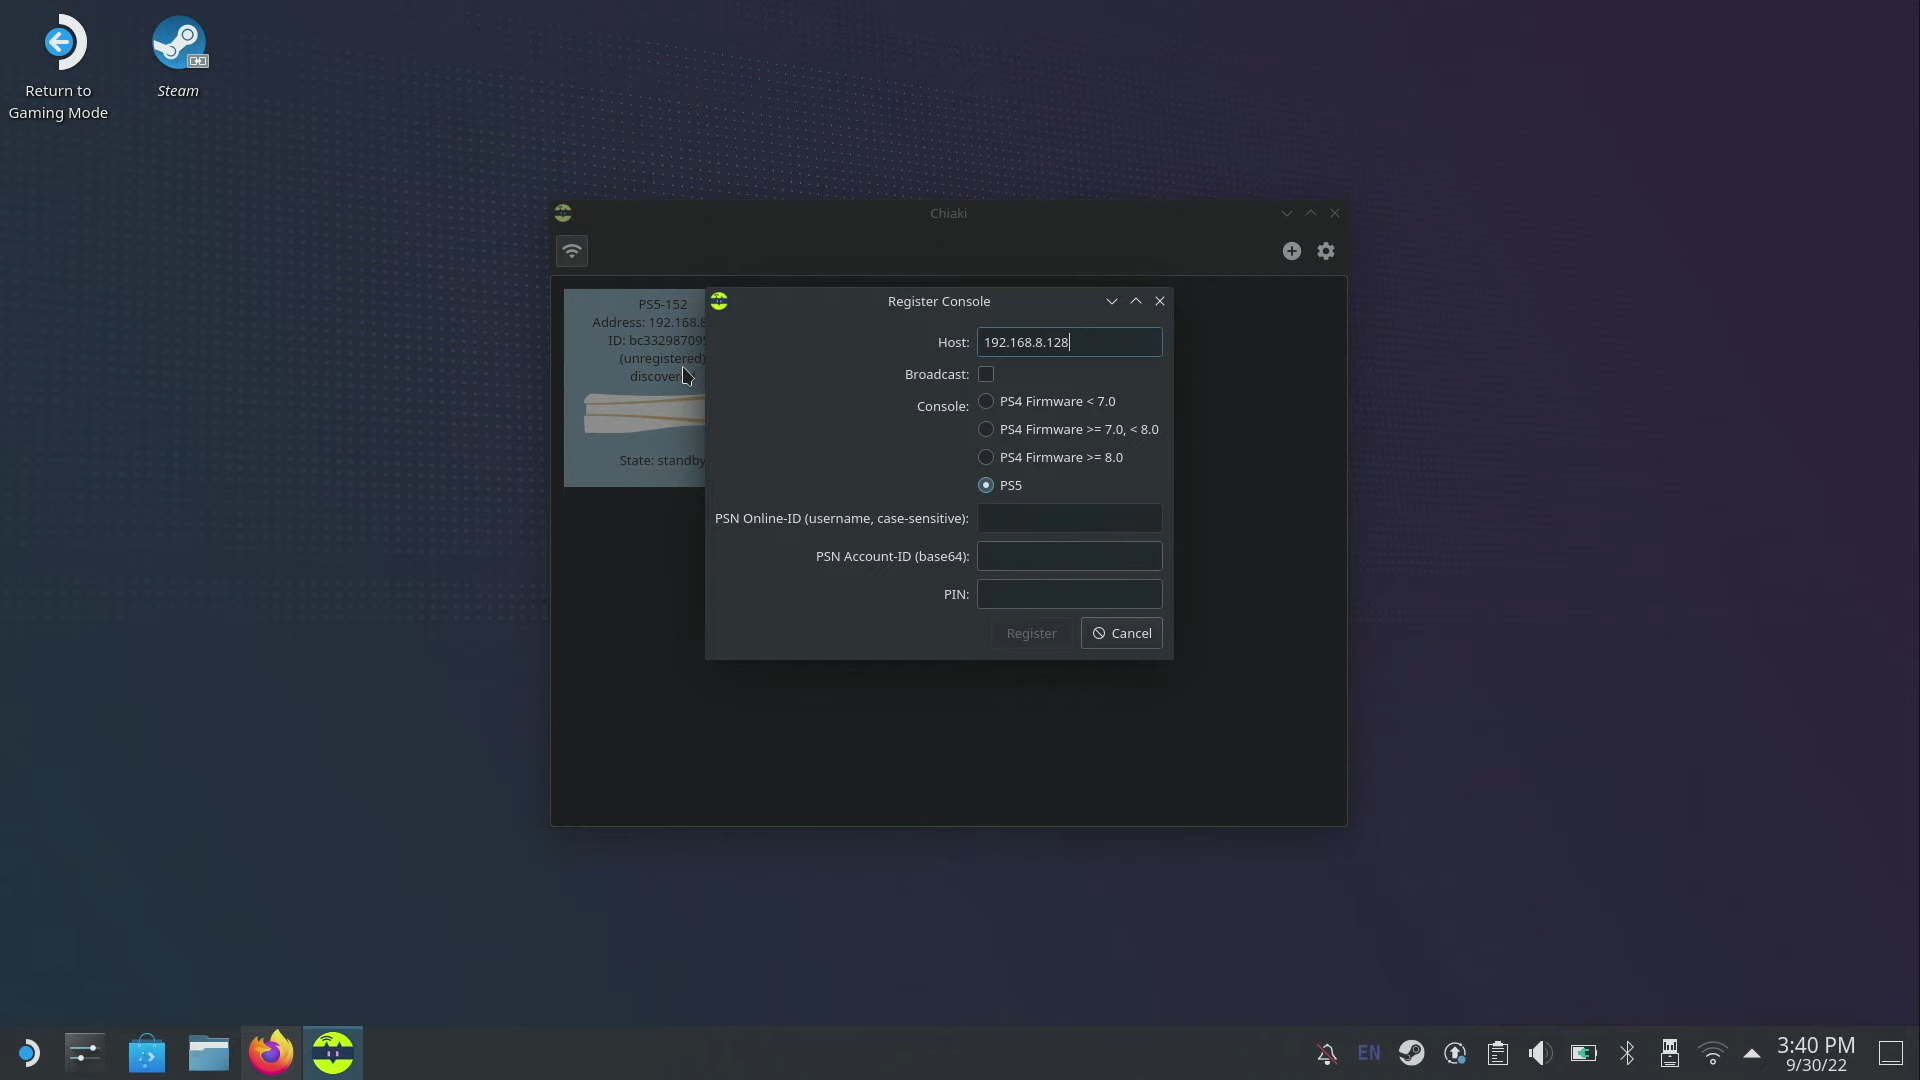 Return to
Gaming Mode
Steam
Chiaki
PS5-152
Address: 192.168.8
ID: bc33298709
(unregistered)
discover
State: standby
Register Console
Host: 192.168.8.128
Broadcast:
Console:
PS4 Firmware < 7.0
PS4 Firmware >= 7.0, < 8.0
PS4 Firmware >= 8.0
PS5
PSN Online-ID (username, case-sensitive):
PSN Account-ID (base64):
PIN:
Register
Cancel
EN
3:40 PM
9/30/22